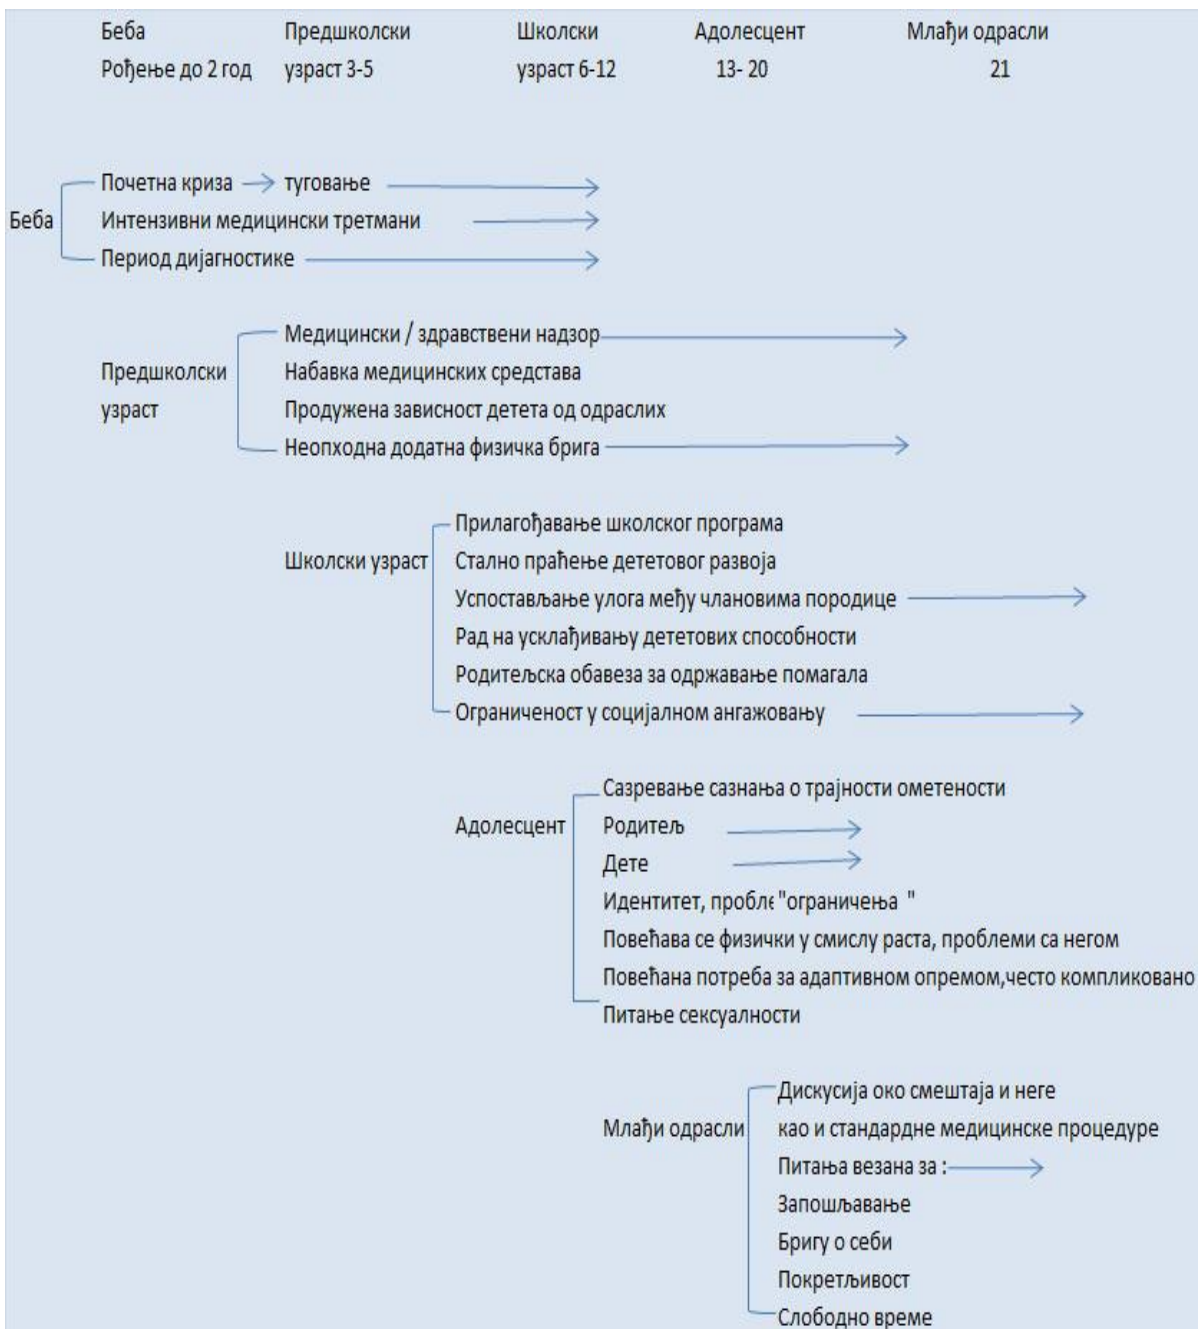 Беба Предшколски Школски Адолесцент Млађи одрасли
Рођење до 2 год узраст 3-5 узраст 6-12 13- 20 21
Почетна криза туговање
Беба Интензивни медицински третмани
Период дијагностике
Медицински / здравствени надзор
Предшколски Набавка медицинских средстава
узраст Продужена зависност детета од одраслих
Неопходна додатна физичка брига
Прилагођавање школског програма
Школски узраст Стално праћење дететовог развоја
Успостављање улога међу члановима породице
Рад на усклађивању дететових способности
Родитељска обавеза за одржавање помагала
Ограниченост у социјалном ангажовању
Сазревање сазнања о трајности ометености
Адолесцент Родитељ
Дете
Идентитет, "ограничења "
Повећава се физички у смислу раста, проблеми са негом
Повећана потреба за адаптивном опремом,често компликовано
Питање сексуалности
Дискусија око смештаја и неге
Млађи одрасли као и стандардне медицинске процедуре
Питања везана за :
Запошљавање
Бригу о себи
Покретљивост
Слободно време